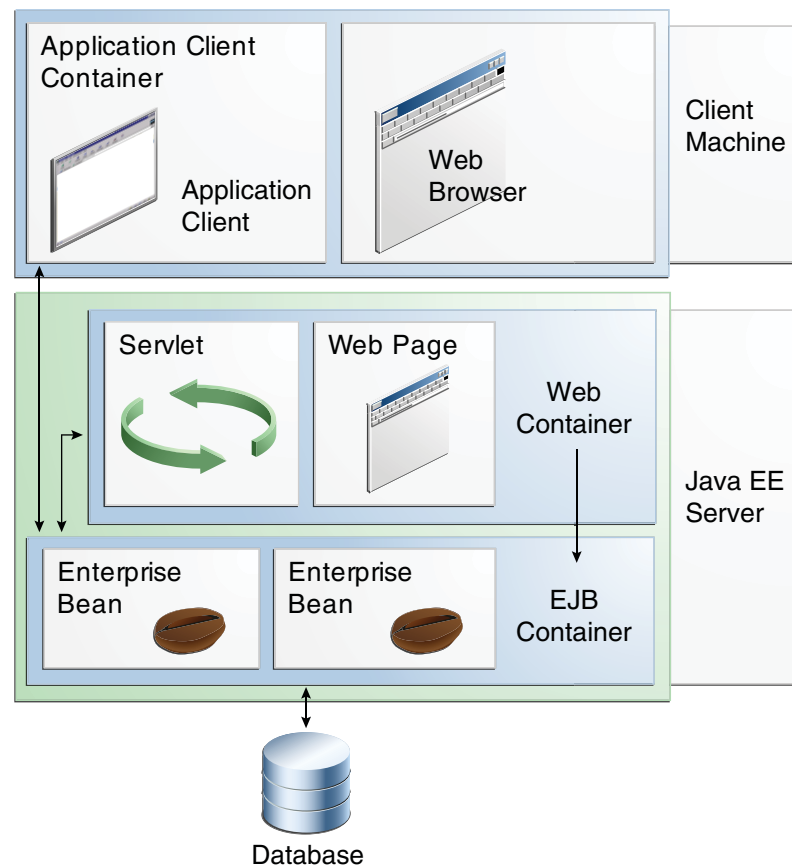 Application Client
Container
Application
Client
Web
Browser
Client
Machine
Servlet
Web Page
Web
Container
Java EE
Server
Enterprise
Bean
Enterprise
Bean
EJB
Container
Database